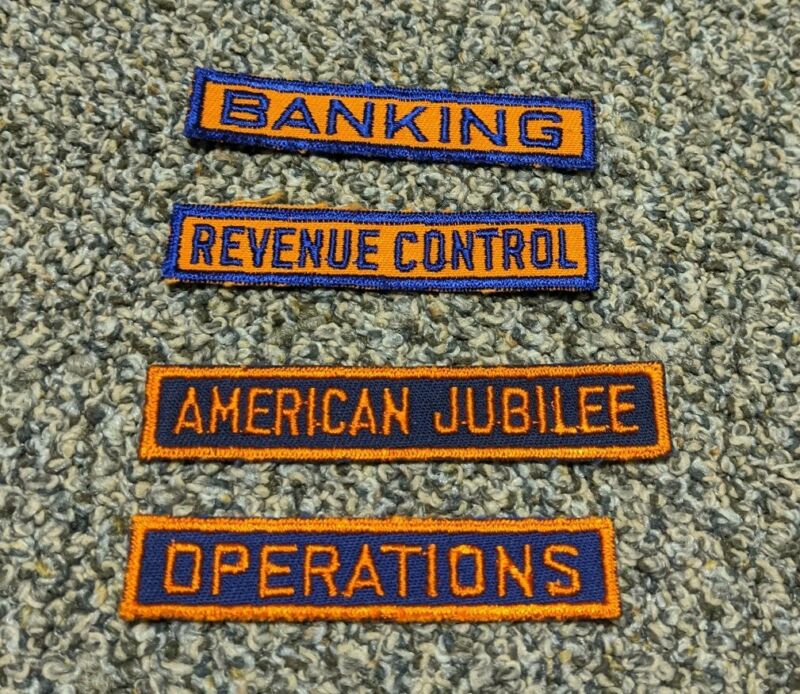 BANKING
REVENUE CONTROL
AMERICAN JUBILEE
OPERATIONS